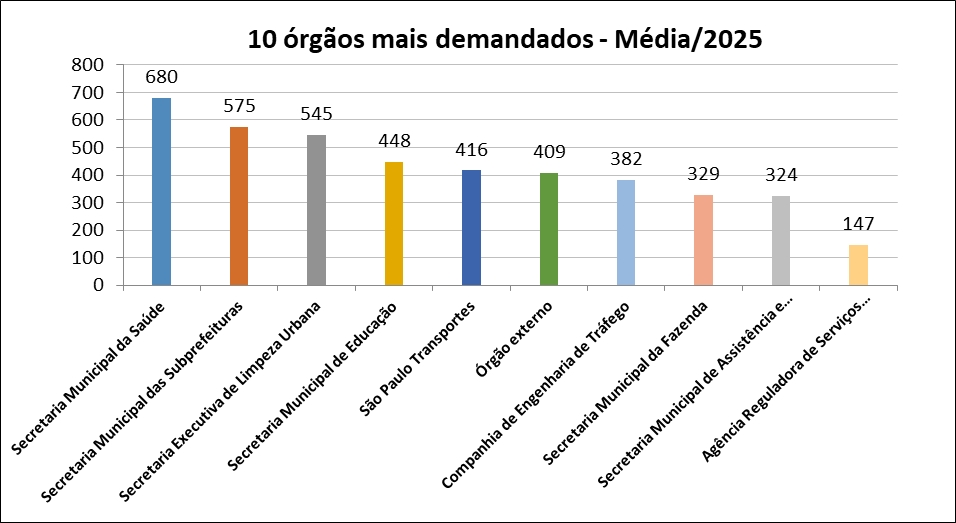 10 órgãos mais demandados - Média/2025
800
700
600
500
400
300
200
100
0
680
575
545
448
416
409
382
329
324
147
Secretaria Municipal da Saúde
Secretaria Municipal das Subprefeituras
Secretaria Executiva de Limpeza Urbana
Secretaria Municipal de Educação
São Paulo Transportes
Órgão externo
Companhia de Engenharia de Tráfego
Secretaria Municipal da Fazenda
Secretaria Municipal de Assistência e...
Agência Reguladora de Serviços...